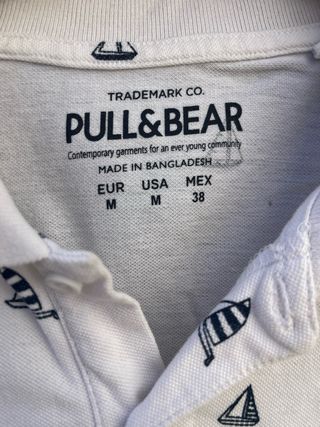 TRADEMARK CO.
PULL&BEAR
Contemporary garments for an ever young community
MADE IN BANGLADESH
EUR USA MEX
M M 38